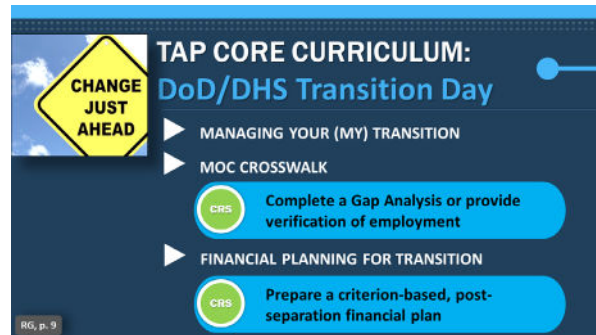 TAP CORE CURRICULUM:
DoD/DHS Transition Day
CHANGE
JUST
AHEAD
MANAGING YOUR (MY) TRANSITION
MOC CROSSWALK
CRS
Complete a Gap Analysis or provide
verification of employment
FINANCIAL PLANNING FOR TRANSITION
CRS
Prepare a criterion-based, post-
separation financial plan
RG, p. 9